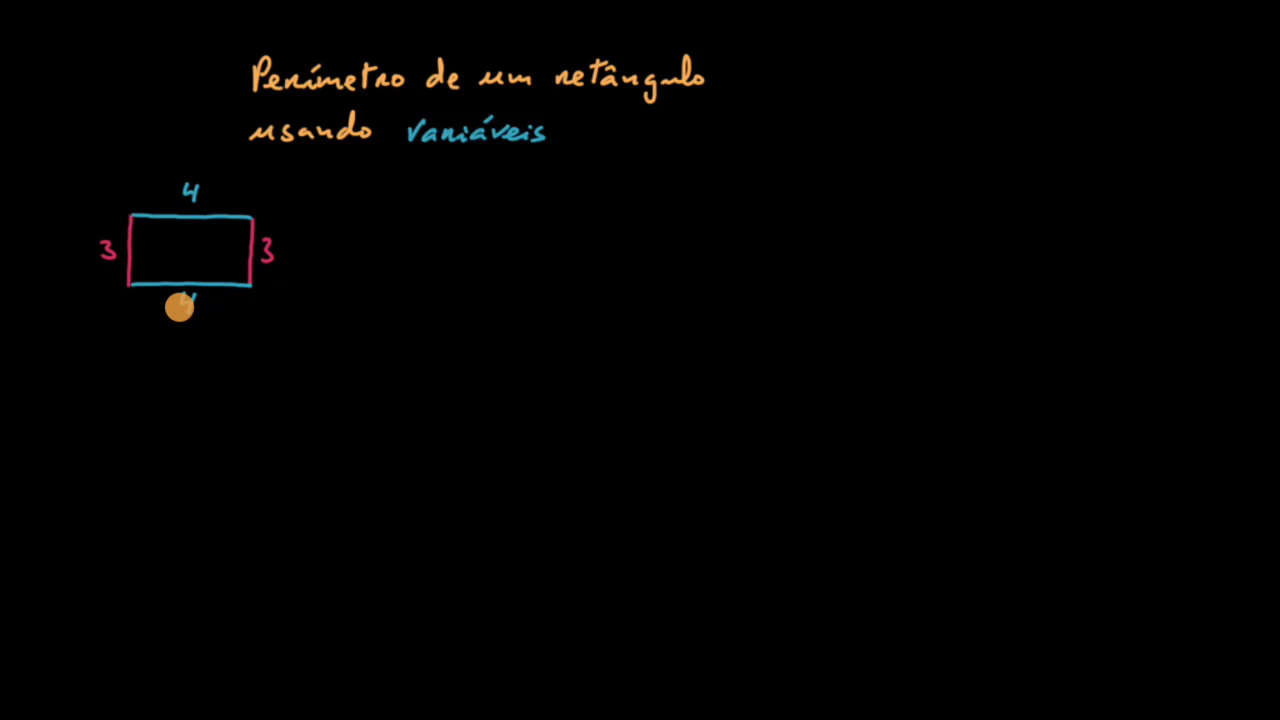 Perímetro de um retângulo
usando variáveis
4
3 3